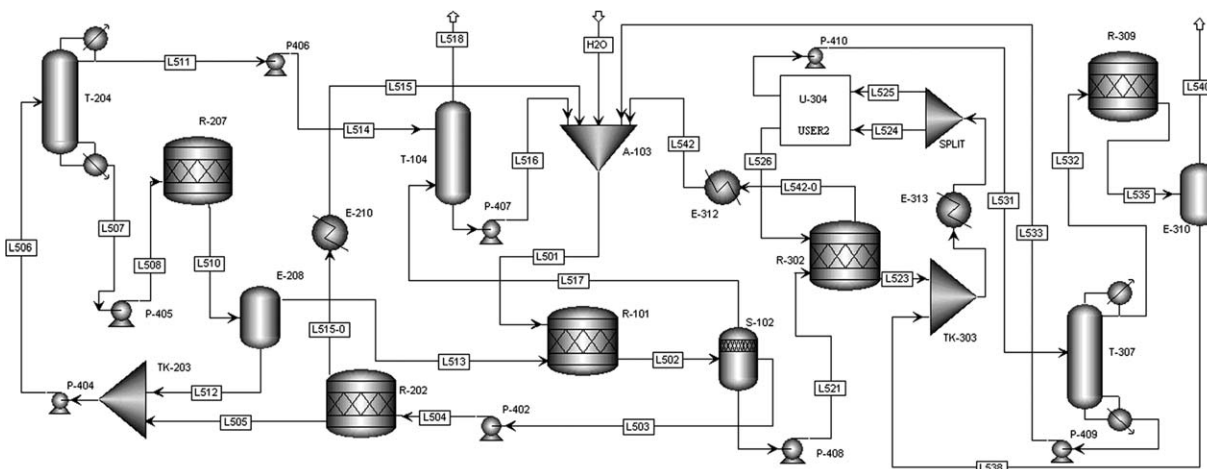 L518
H2O
P-410
R-309
L511
P406
L540
T-204
L515
L525
U-304
USER2
R-207
L514
L524
SPLIT
T-104
L516
A-103
L542
L526
L532
L542-0
L531
L535
E-312
E-313
L533
E-310
L507
E-210
P-407
L506
L508
L510
L501
R-302
E-208
L517
L523
P-405
R-101
S-102
L515-0
TK-303
T-307
L513
L502
TK-203
L521
P-404
L512
R-202
P-402
L504
L505
L503
P-409
P-408
L538